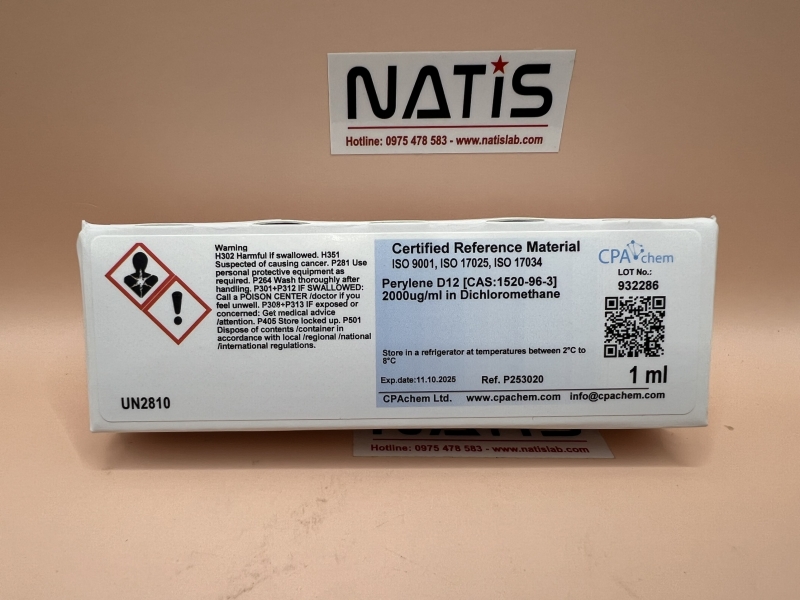 NATIS
Hotline: 0975 478 583 - www.natislab.com
Warning
H302 Harmful If swallowed. H351
Suspected of causing cancer. P281 Use
personal protective equipment as
required. P264 Wash thoroughly after
handling. P301+P312 IF SWALLOWED:
Call a POISON CENTER /doctor if you
feel unwell. P308+P313 IF exposed or
concerned: Get medical advice
/attention. P405 Store locked up. P501
Dispose of contents /container in
accordance with local /regional /national
/international regulations.
UN2810
Certified Reference Material
ISO 9001, ISO 17025, ISO 17034
Perylene D12 [CAS:1520-96-3]
2000ug/ml in Dichloromethane
Store in a refrigerator at temperatures between 2°C to
8°C
Exp.date:11.10.2025 Ref. P253020
1 ml
CPAchem Ltd. www.cpachem.com info@cpachem.com
CPAchem
LOT No.:
932286
Hotline: 0975 478 583 - www.natislab.com